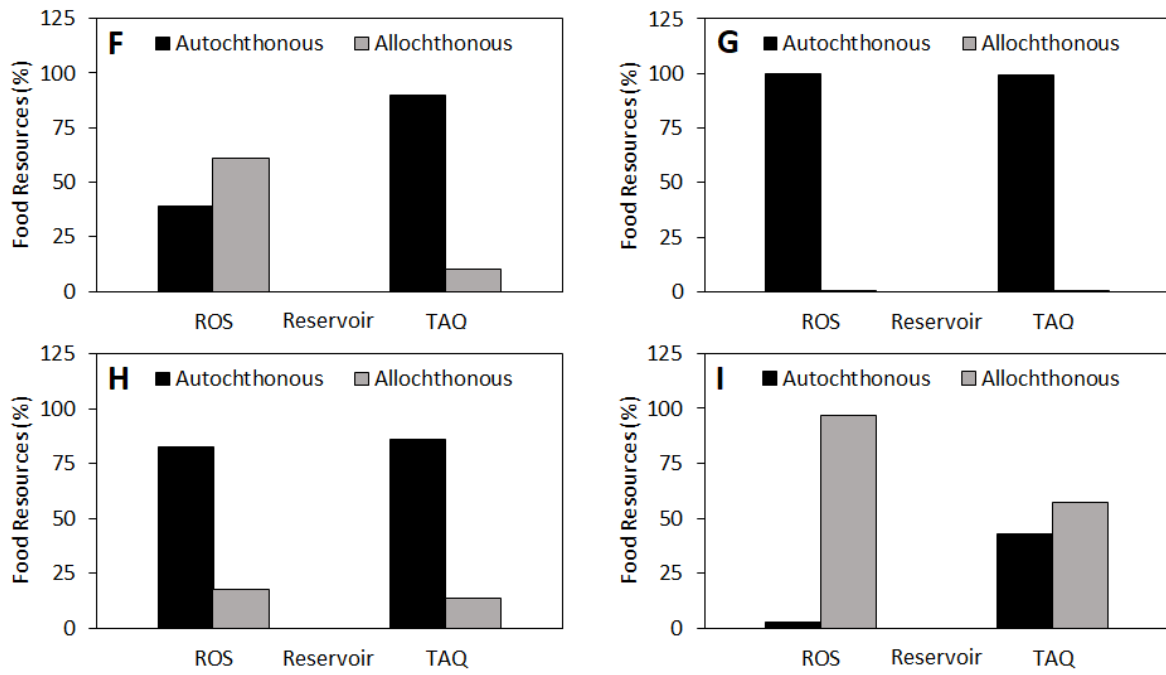 F
Autochthonous Allochthonous
Food Resources (%)
125
100
75
50
25
0
ROS Reservoir TAQ
G
Autochthonous Allochthonous
Food Resources (%)
125
100
75
50
25
0
ROS Reservoir TAQ
H
Autochthonous Allochthonous
Food Resources (%)
125
100
75
50
25
0
ROS Reservoir TAQ
I
Autochthonous Allochthonous
Food Resources (%)
125
100
75
50
25
0
ROS Reservoir TAQ